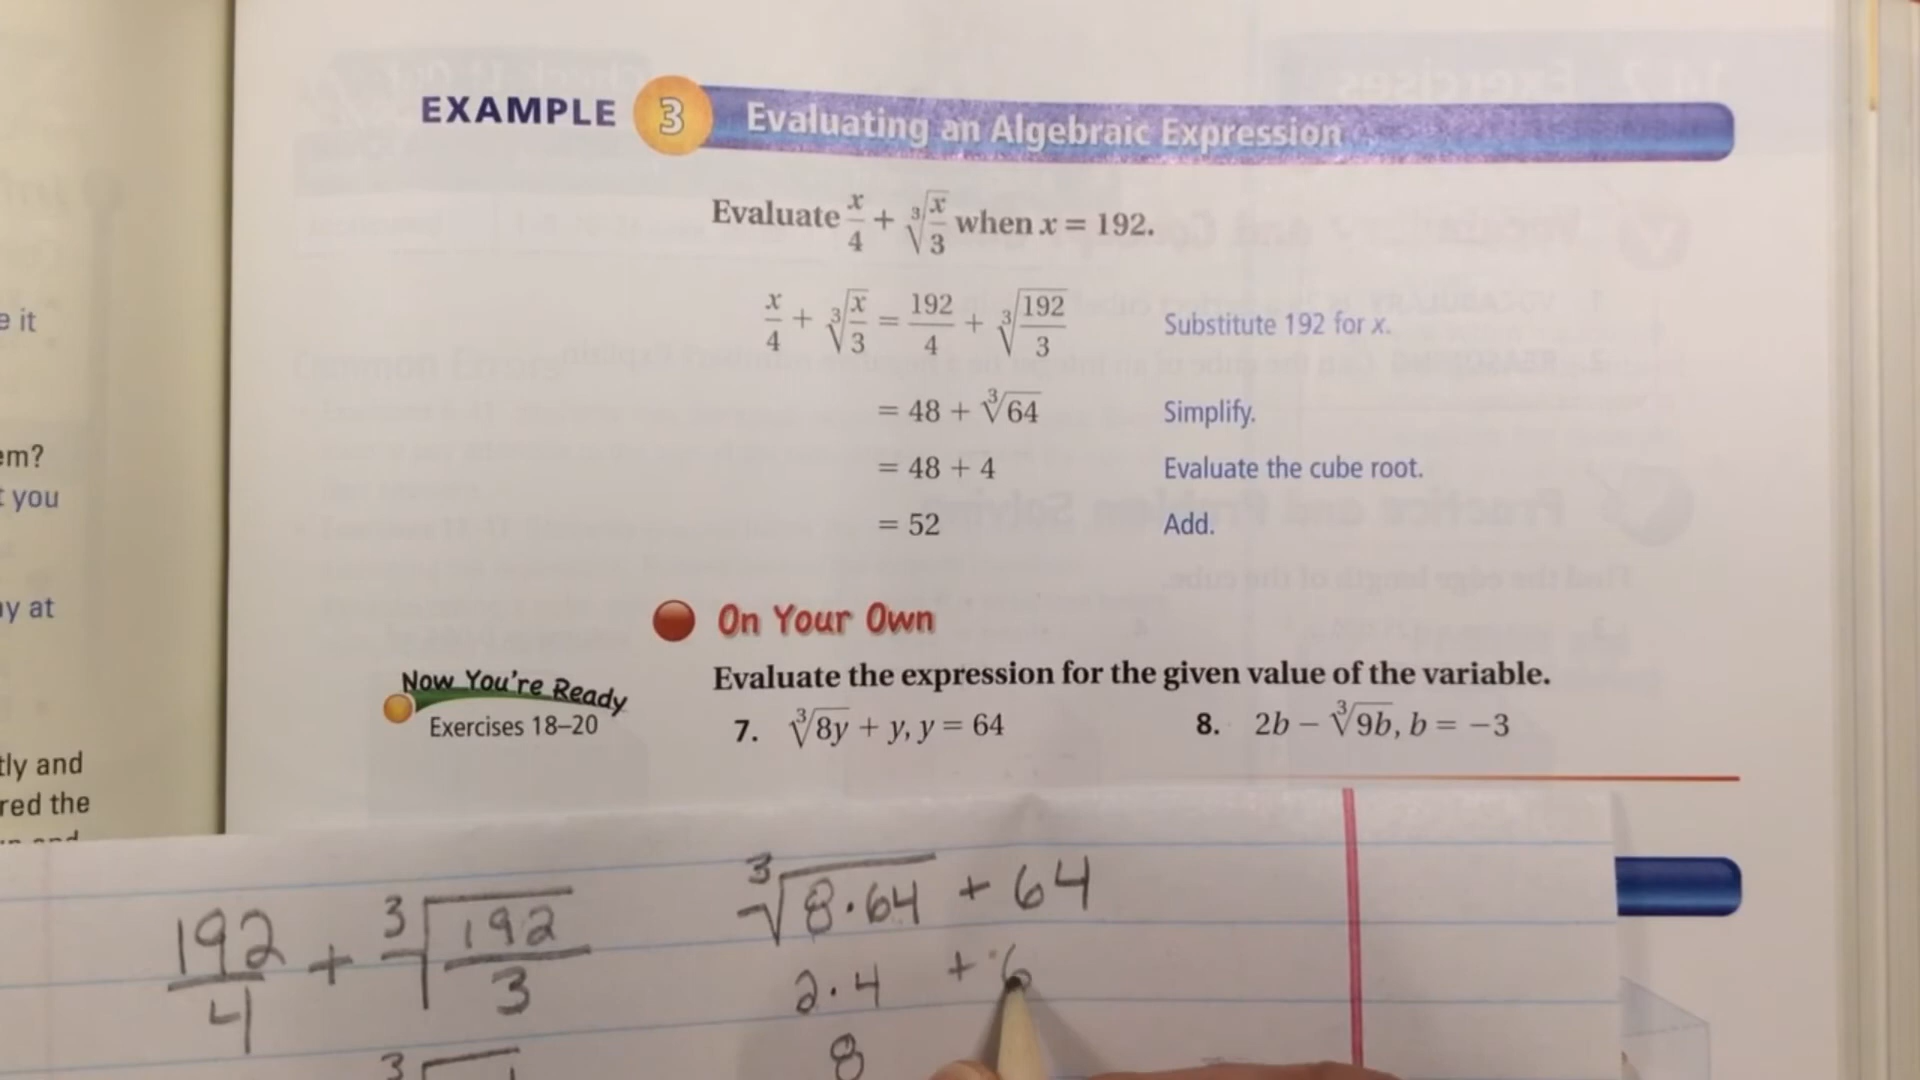 EXAMPLE 3 Evaluating an Algebraic Expression
Evaluate x/4 + ∛(x/3) when x = 192.
x/4 + ∛(x/3) = 192/4 + ∛(192/3) Substitute 192 for x.
= 48 + ∛64 Simplify.
= 48 + 4 Evaluate the cube root.
= 52 Add.
On Your Own
Now You're Ready
Exercises 18–20
Evaluate the expression for the given value of the variable.
7. ∛(8y) + y, y = 64
8. 2b − ∛(9b), b = −3
e it
em?
t you
y at
tly and
red the
192/4 + ∛(192/3)
∛(8·64) + 64
2·4 + 6
8
3